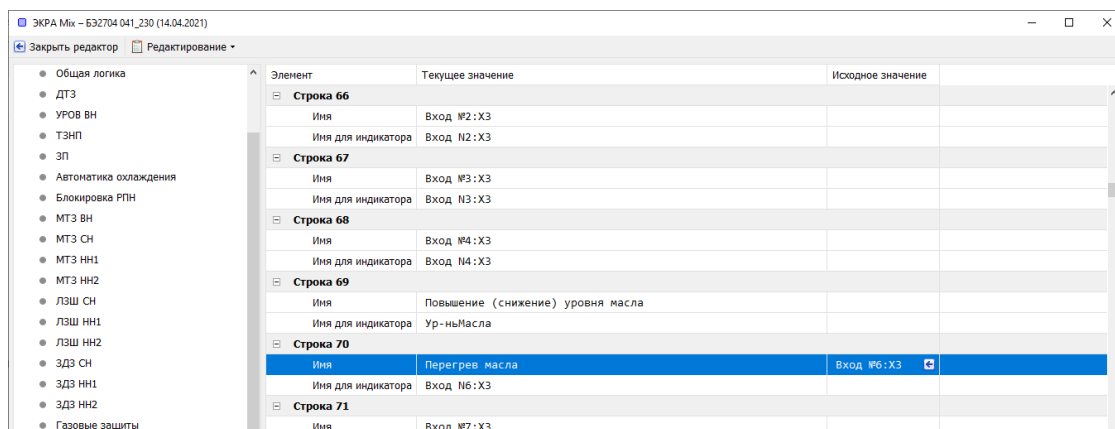 ЭКРА Mix – БЭ2704 041_230 (14.04.2021)
Закрыть редактор Редактирование
Общая логика
ДТЗ
УРОВ ВН
ТЗНП
ЗП
Автоматика охлаждения
Блокировка РПН
МТЗ ВН
МТЗ СН
МТЗ НН1
МТЗ НН2
ЛЗШ СН
ЛЗШ НН1
ЛЗШ НН2
ЗДЗ СН
ЗДЗ НН1
ЗДЗ НН2
Газовые защиты
Элемент Текущее значение Исходное значение
Строка 66
Имя Вход №2:X3
Имя для индикатора Вход N2:X3
Строка 67
Имя Вход №3:X3
Имя для индикатора Вход N3:X3
Строка 68
Имя Вход №4:X3
Имя для индикатора Вход N4:X3
Строка 69
Имя Повышение (снижение) уровня масла
Имя для индикатора Ур-ньМасла
Строка 70
Имя Перегрев масла Вход №6:X3
Имя для индикатора Вход N6:X3
Строка 71
Имя Вход №7:X3